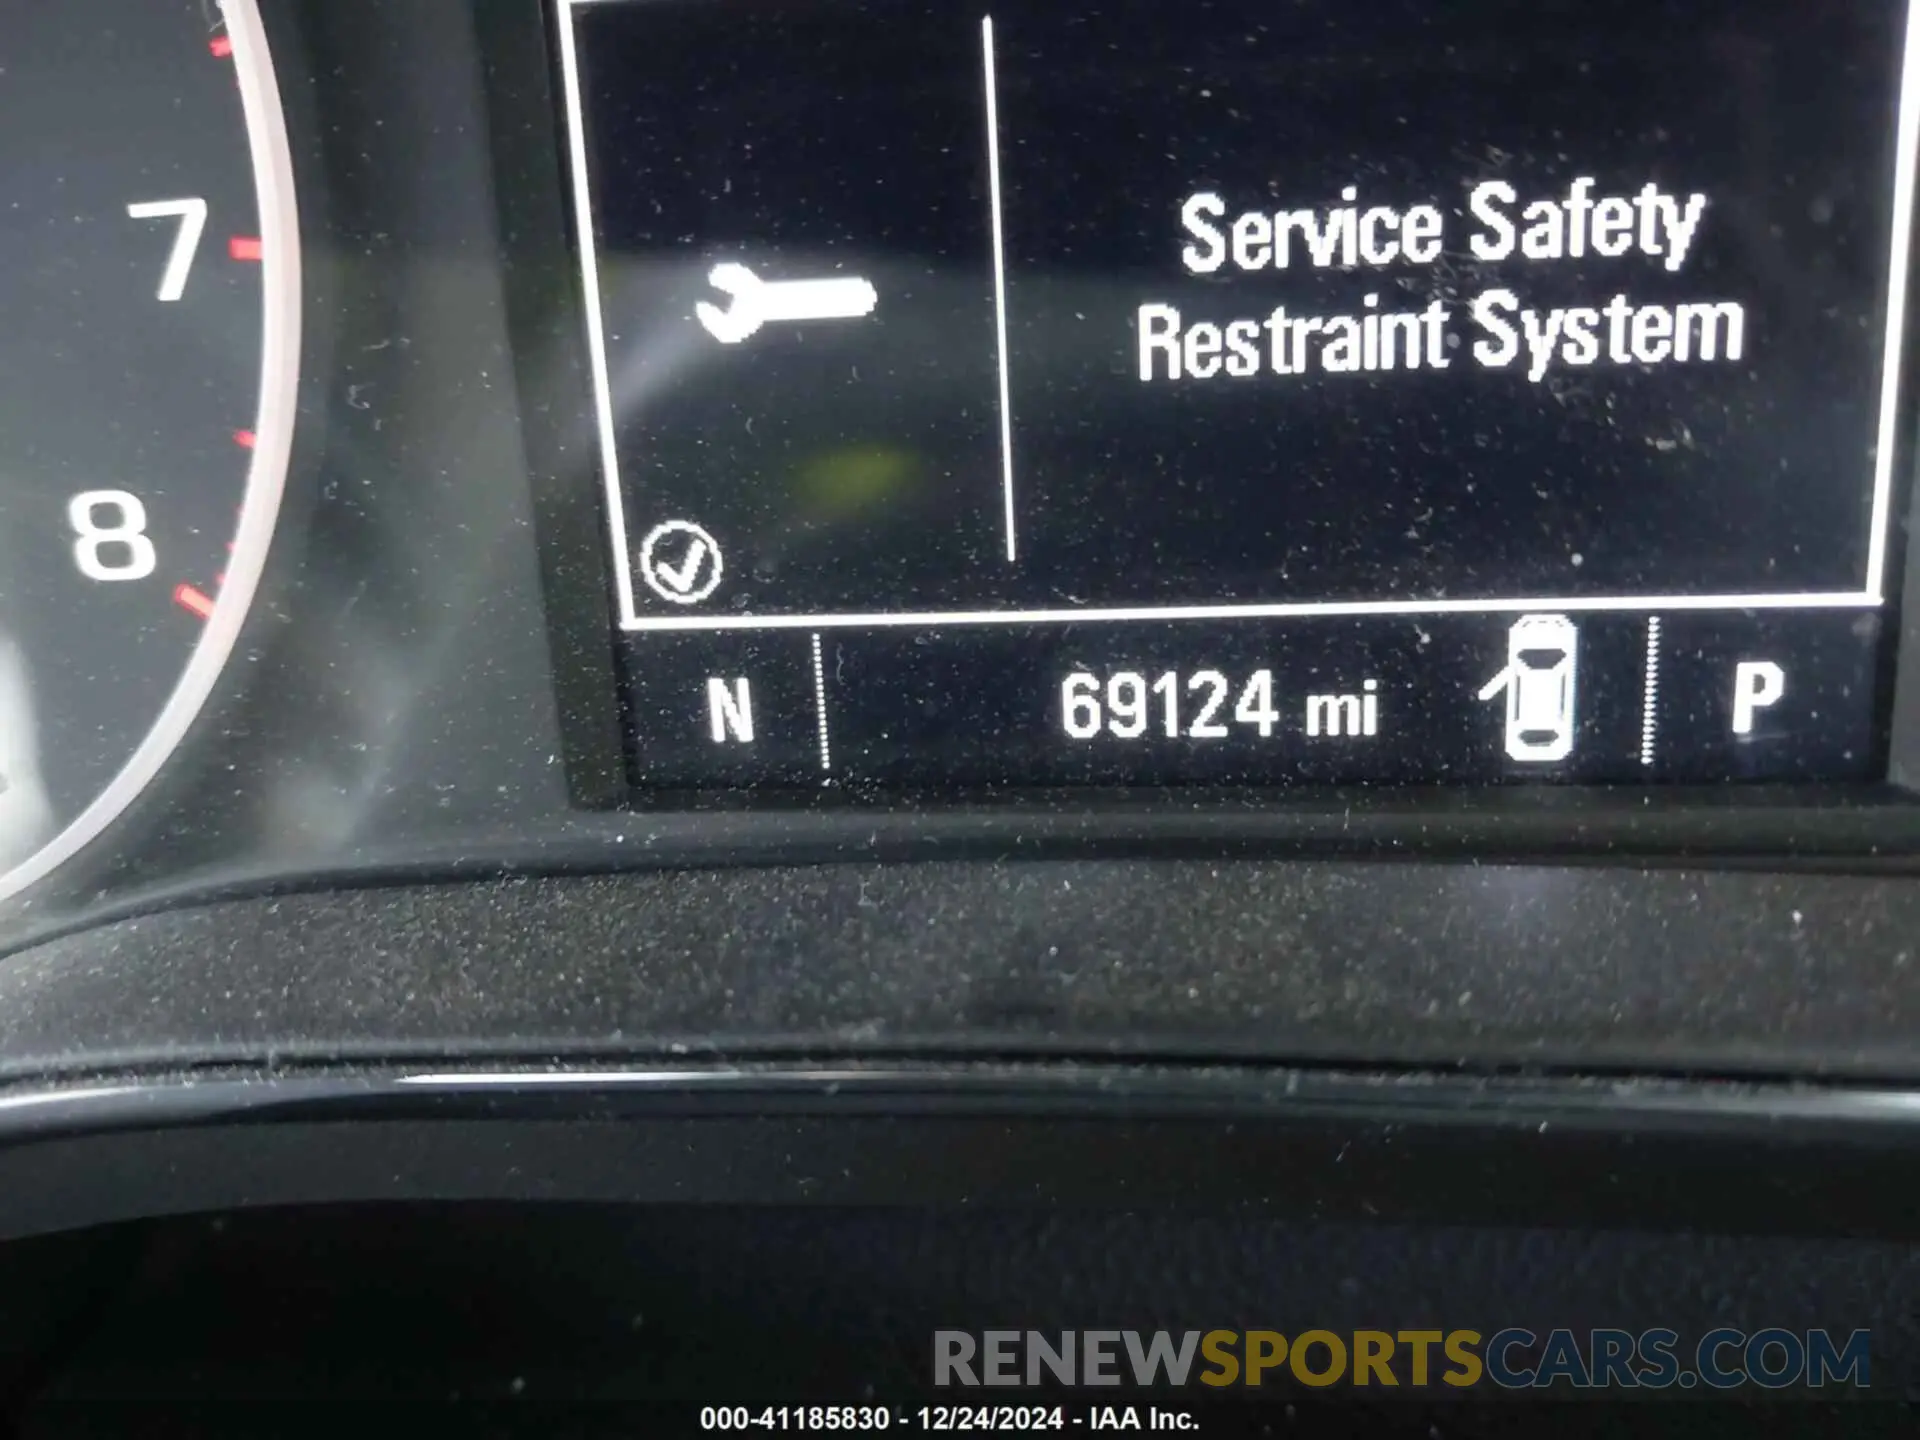 7
8
Service Safety
Restraint System
N
69124 mi
P
RENEWSPORTSCARS.COM
000-41185830 - 12/24/2024 - IAA Inc.